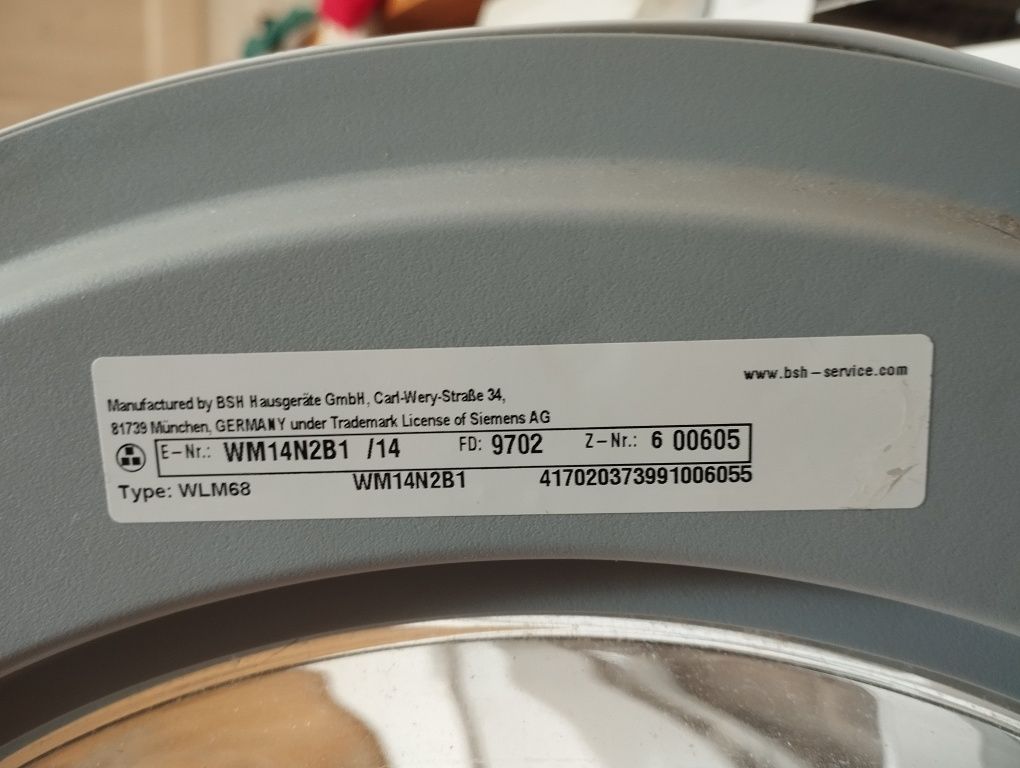 www.bsh-service.com
Manufactured by BSH Hausgeräte GmbH, Carl-Wery-Straße 34,
81739 München, GERMANY under Trademark License of Siemens AG
E-Nr.: WM14N2B1 /14 FD: 9702 Z-Nr.: 6 00605
Type: WLM68 WM14N2B1 417020373991006055